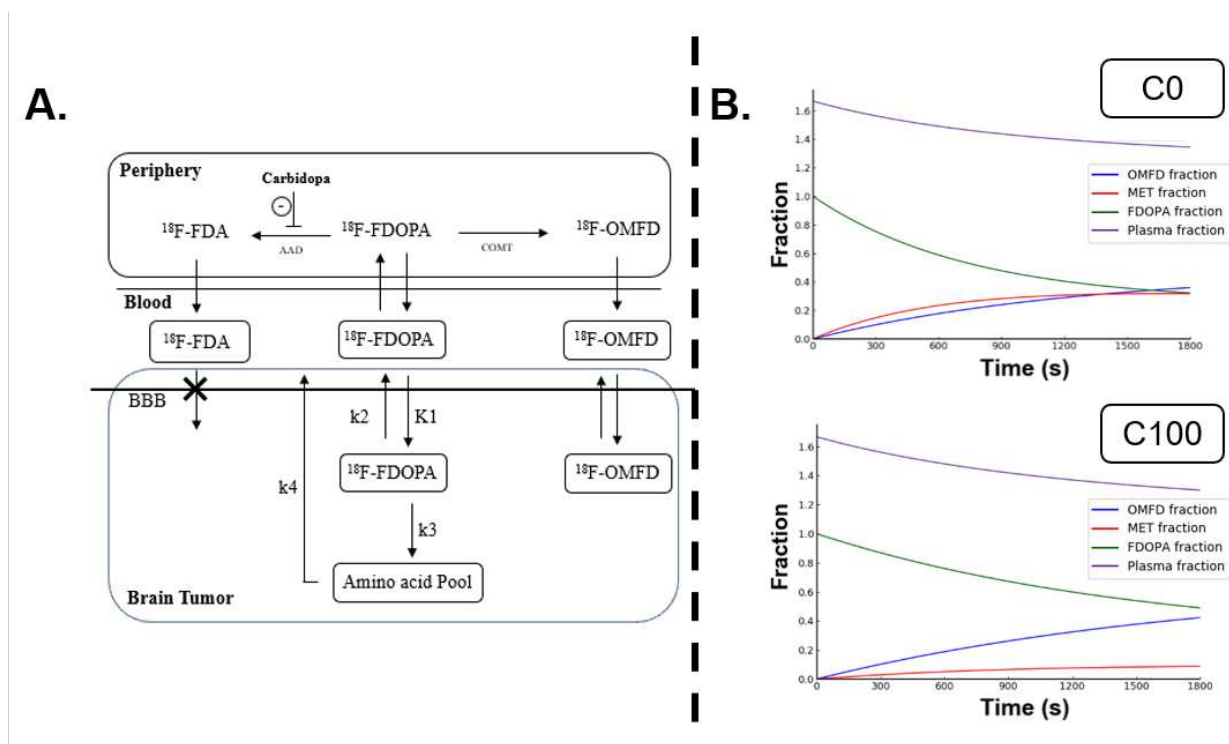 A.
Periphery
Carbidopa
-
18F-FDA
AAD
18F-FDOPA
COMT
18F-OMFD
Blood
18F-FDA
18F-FDOPA
18F-OMFD
BBB
k2
K1
18F-FDOPA
18F-OMFD
k4
k3
Amino acid Pool
Brain Tumor
B.
C0
Fraction
1.6
1.4
1.2
1.0
0.8
0.6
0.4
0.2
0.0
OMFD fraction
MET fraction
FDOPA fraction
Plasma fraction
0 300 600 900 1200 1500 1800
Time (s)
C100
Fraction
1.6
1.4
1.2
1.0
0.8
0.6
0.4
0.2
0.0
OMFD fraction
MET fraction
FDOPA fraction
Plasma fraction
0 300 600 900 1200 1500 1800
Time (s)